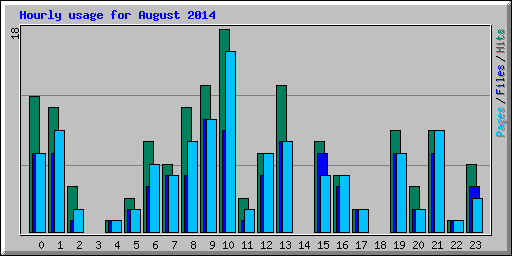 Hourly usage for August 2014
18
Pages/Files/Hits
0 1 2 3 4 5 6 7 8 9 10 11 12 13 14 15 16 17 18 19 20 21 22 23